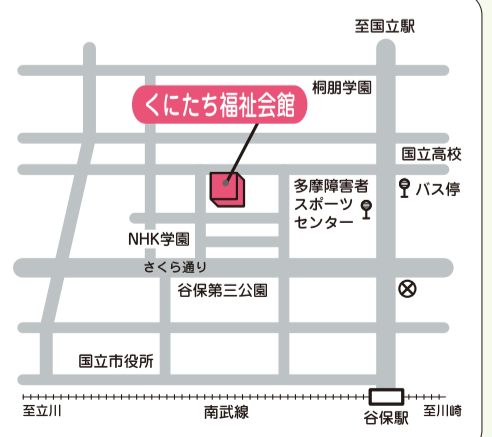 至国立駅
桐朋学園
くにたち福祉会館
国立高校
多摩障害者
スポーツ
センター
バス停
NHK学園
さくら通り
谷保第三公園
国立市役所
至立川
南武線
谷保駅
至川崎